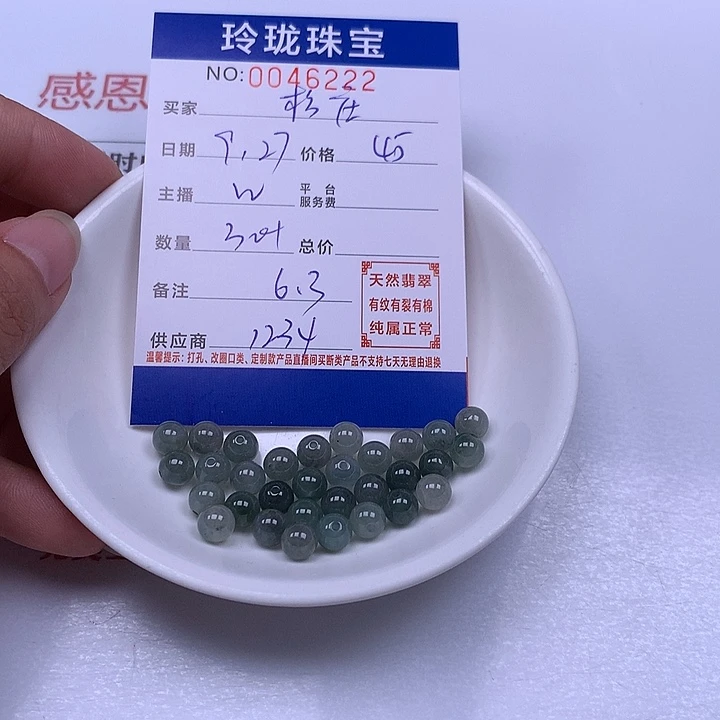 感恩
玲珑珠宝
NO:0046222
买家
日期 9.27 价格 45
主播 W 平台服务费
数量 30叶 总价
备注 6.3
天然翡翠
有纹有裂有棉
纯属正常
供应商 1234
温馨提示：打孔、改圈口类、定制款产品直播间买断类产品不支持七天无理由退换